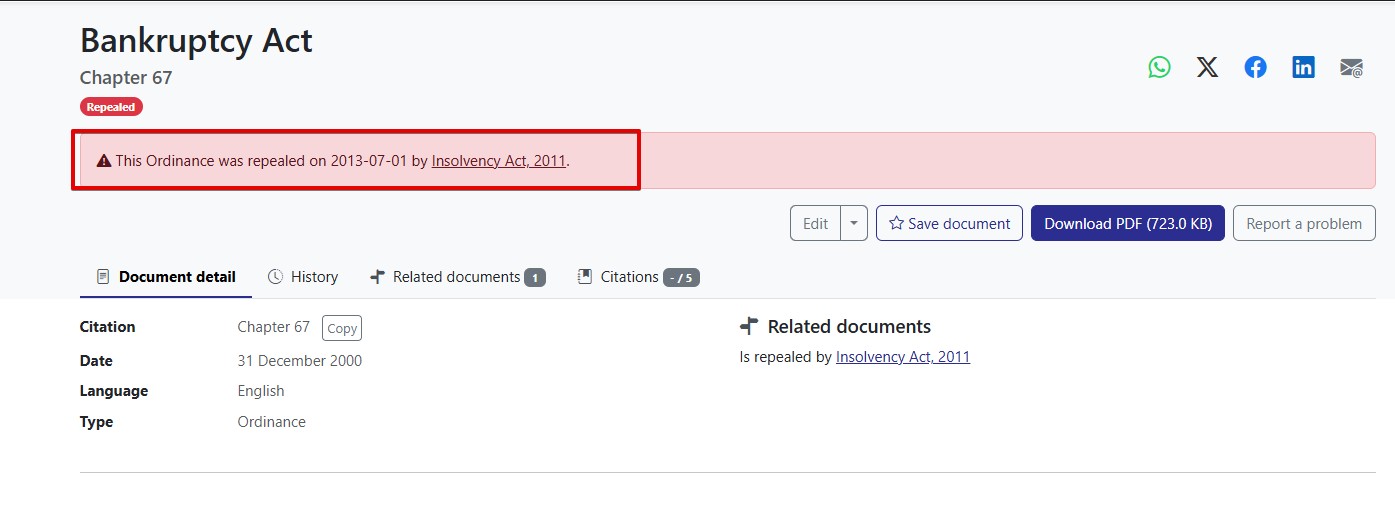 Bankruptcy Act
Chapter 67
Repealed
This Ordinance was repealed on 2013-07-01 by Insolvency Act, 2011.
Edit Save document Download PDF (723.0 KB) Report a problem
Document detail History Related documents 1 Citations - / 5
Citation Chapter 67 Copy
Date 31 December 2000
Language English
Type Ordinance
Related documents
Is repealed by Insolvency Act, 2011